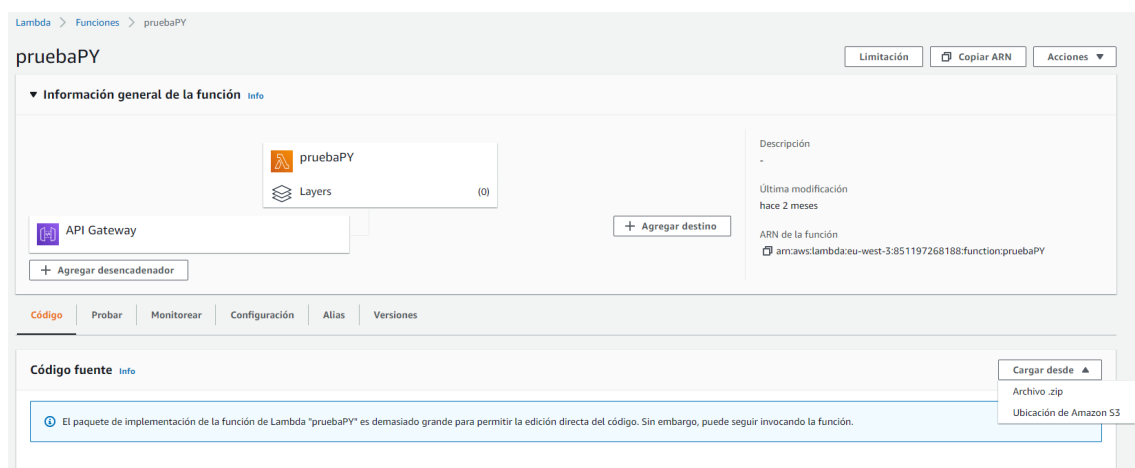 Lambda > Funciones > pruebaPY
pruebaPY
Limitación
Copiar ARN
Acciones ▼
▼ Información general de la función Info
pruebaPY
Layers (0)
API Gateway
+ Agregar desencadenador
+ Agregar destino
Descripción
-
Última modificación
hace 2 meses
ARN de la función
arn:aws:lambda:eu-west-3:851197268188:function:pruebaPY
Código Probar Monitorear Configuración Alias Versiones
Código fuente Info
Cargar desde ▲
Archivo .zip
Ubicación de Amazon S3
El paquete de implementación de la función de Lambda "pruebaPY" es demasiado grande para permitir la edición directa del código. Sin embargo, puede seguir invocando la función.